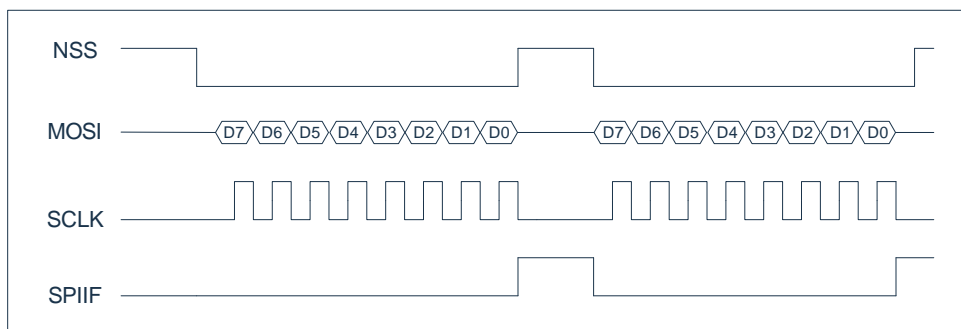 NSS
MOSI D7 D6 D5 D4 D3 D2 D1 D0 D7 D6 D5 D4 D3 D2 D1 D0
SCLK
SPIIF